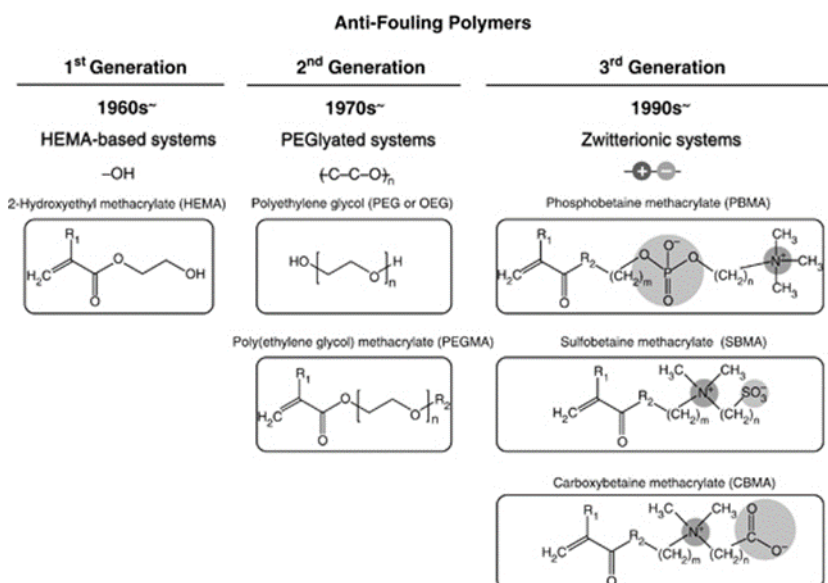 Anti-Fouling Polymers
1st Generation
1960s~
HEMA-based systems
–OH
2-Hydroxyethyl methacrylate (HEMA)
R1
H2C
O
O
OH
2nd Generation
1970s~
PEGlyated systems
(C–C–O)n
Polyethylene glycol (PEG or OEG)
HO
O
H
n
Poly(ethylene glycol) methacrylate (PEGMA)
R1
H2C
O
O
O
n
R2
3rd Generation
1990s~
Zwitterionic systems
+ −
Phosphobetaine methacrylate (PBMA)
R1
H2C
O
R2
(CH2)m
O
O−
P
O
O
(CH2)n
N+
CH3
CH3
CH3
Sulfobetaine methacrylate (SBMA)
R1
H2C
O
R2
(CH2)m
H3C
CH3
N+
(CH2)n
SO3−
Carboxybetaine methacrylate (CBMA)
R1
H2C
O
R2
(CH2)m
H3C
CH3
N+
(CH2)n
O
C
O−